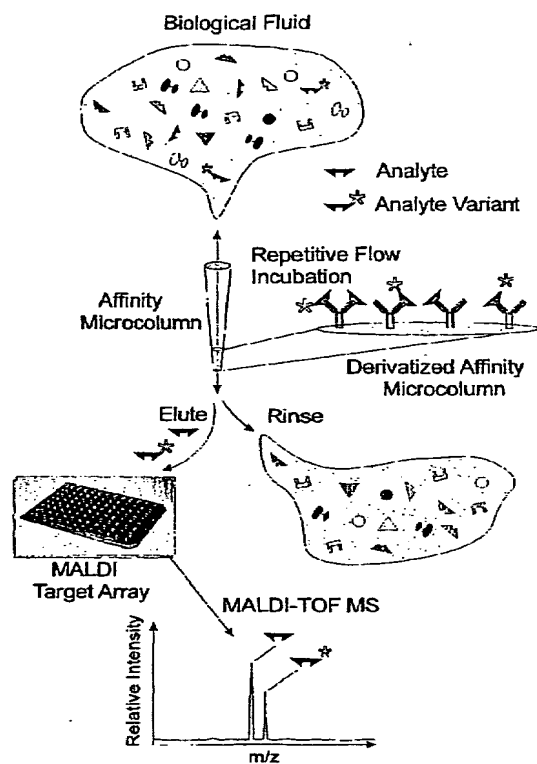 Biological Fluid
Analyte
Analyte Variant
Repetitive Flow
Incubation
Affinity
Microcolumn
Derivatized Affinity
Microcolumn
Elute
Rinse
MALDI
Target Array
MALDI-TOF MS
Relative Intensity
m/z